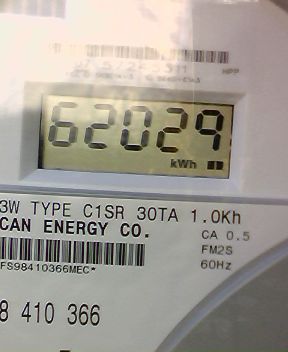 62029
kWh
3W TYPE C1SR 30TA 1.0Kh
CAN ENERGY CO.
CA 0.5
FM2S
60Hz
FS98410366MEC*
8 410 366